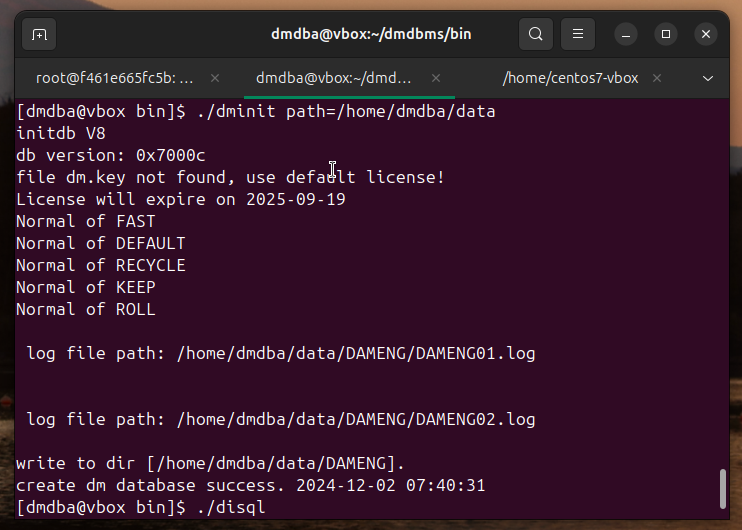 dmdba@vbox:~/dmdbms/bin
root@f461e665fc5b: ...
dmdba@vbox:~/dmd...
/home/centos7-vbox
[dmdba@vbox bin]$ ./dminit path=/home/dmdba/data
initdb V8
db version: 0x7000c
file dm.key not found, use default license!
License will expire on 2025-09-19
Normal of FAST
Normal of DEFAULT
Normal of RECYCLE
Normal of KEEP
Normal of ROLL
log file path: /home/dmdba/data/DAMENG/DAMENG01.log
log file path: /home/dmdba/data/DAMENG/DAMENG02.log
write to dir [/home/dmdba/data/DAMENG].
create dm database success. 2024-12-02 07:40:31
[dmdba@vbox bin]$ ./disql